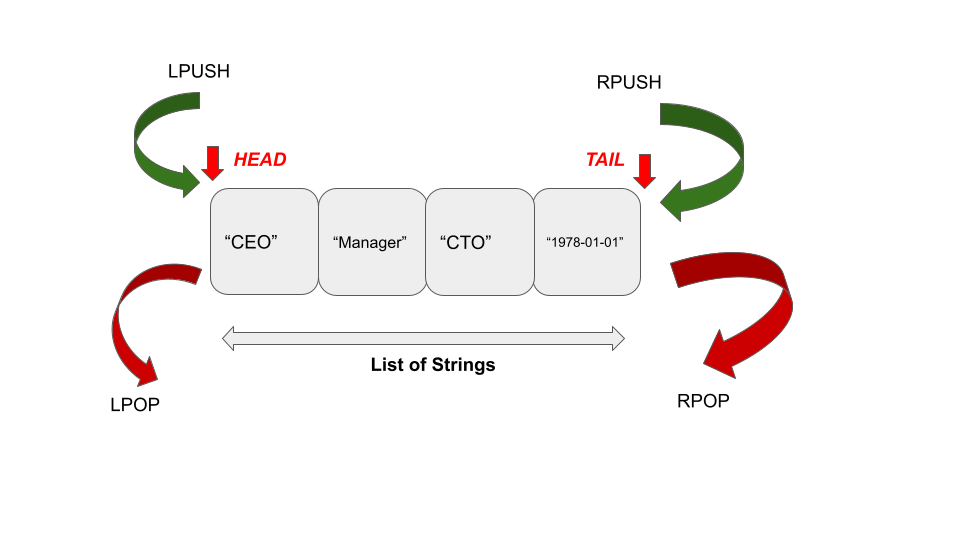 LPUSH
RPUSH
HEAD
TAIL
“CEO”
“Manager”
“CTO”
“1978-01-01”
List of Strings
LPOP
RPOP